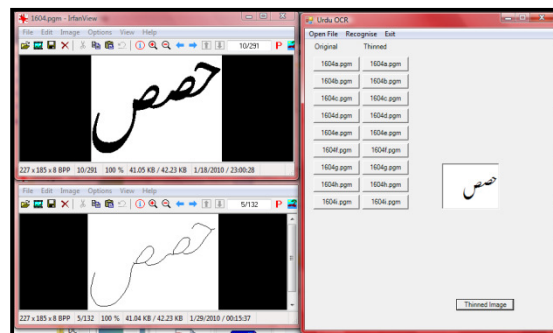 1604.pgm - IrfanView
File Edit Image Options View Help
10/291
حصص
227 x 185 x 8 BPP 10/291 100 % 41.05 KB / 42.23 KB 1/18/2010 / 23:00:28
File Edit Image Options View Help
5/132
حصص
227 x 185 x 8 BPP 5/132 100 % 41.04 KB / 42.23 KB 1/29/2010 / 00:15:37
Urdu OCR
Open File Recognise Exit
Original Thinned
1604a.pgm 1604a.pgm
1604b.pgm 1604b.pgm
1604c.pgm 1604c.pgm
1604d.pgm 1604d.pgm
1604e.pgm 1604e.pgm
1604f.pgm 1604f.pgm
1604g.pgm 1604g.pgm
1604h.pgm 1604h.pgm
1604i.pgm 1604i.pgm
حصص
Thinned Image